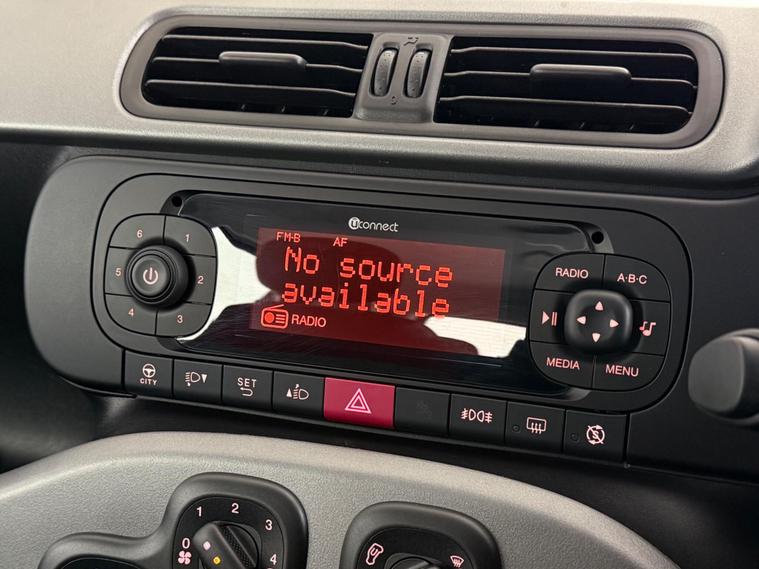 uconnect
FM-B AF
No source
available
RADIO
6 1
5 2
4 3
RADIO A·B·C
MEDIA MENU
CITY
SET
0 1 2 3 4